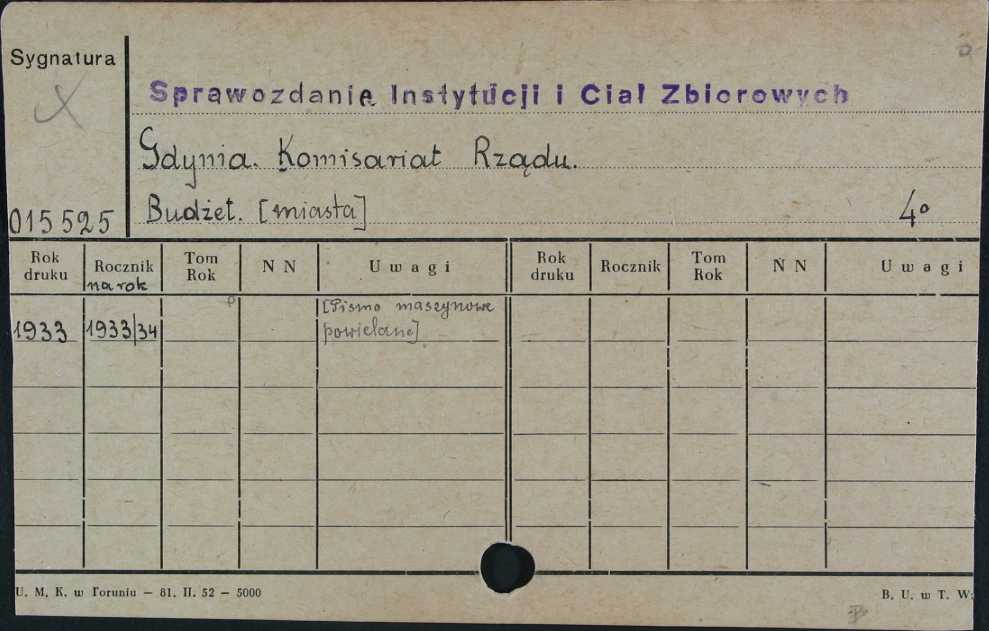 Sygnatura
X
015525
Sprawozdanie Instytucji i Ciał Zbiorowych
Gdynia. Komisariat Rządu.
Budżet. [miasta] 4º
Rok druku Rocznik na rok Tom Rok N N Uwagi Rok druku Rocznik Tom Rok N N Uwagi
1933 1933/34 [Pismo maszynowe
powielane]
U. M. K. w Toruniu — 81. II. 52 — 5000 B. U. w T. W: